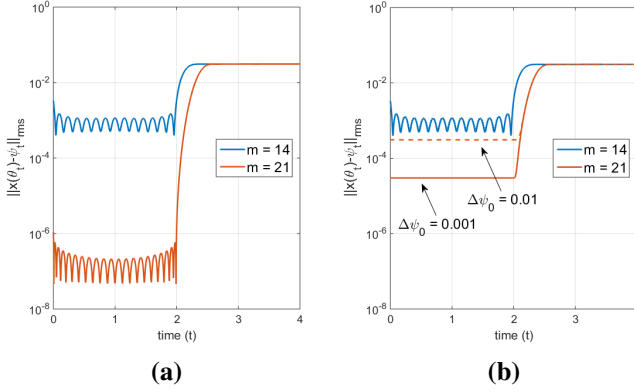 10^0
10^-2
10^-4
10^-6
10^-8
||x(θ_t)-ψ_t||_rms
m = 14
m = 21
0 1 2 3 4
time (t)
(a)
10^0
10^-2
10^-4
10^-6
10^-8
||x(θ_t)-ψ_t||_rms
m = 14
m = 21
Δψ_0 = 0.01
Δψ_0 = 0.001
0 1 2 3
time (t)
(b)